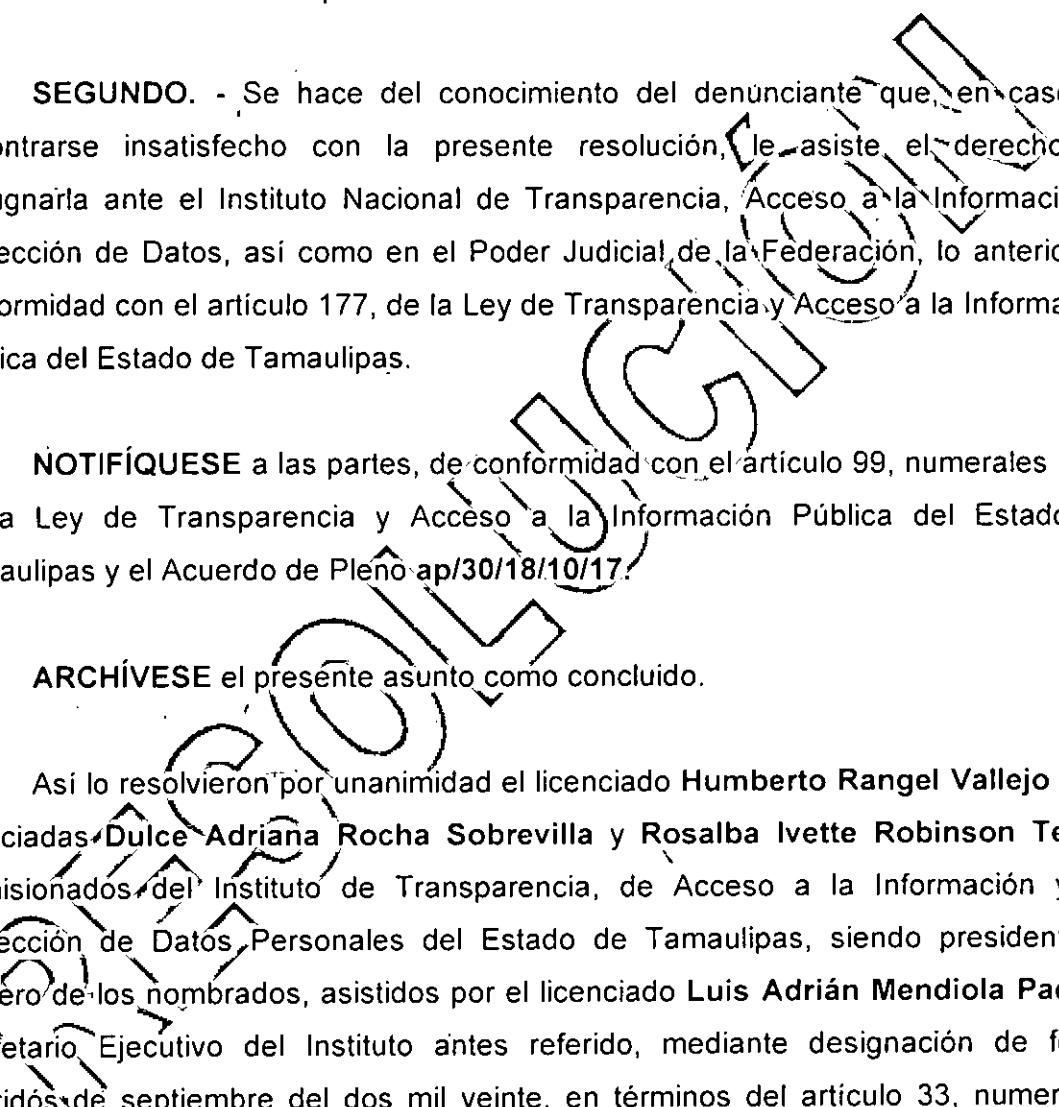 SEGUNDO. - Se hace del conocimiento del denunciante que, en caso
ontrarse insatisfecho con la presente resolución, le asiste el derecho
ugnarla ante el Instituto Nacional de Transparencia, Acceso a la Informaci
ección de Datos, así como en el Poder Judicial de la Federación, lo anterio
ormidad con el artículo 177, de la Ley de Transparencia y Acceso a la Informa
ica del Estado de Tamaulipas.
NOTIFÍQUESE a las partes, de conformidad con el artículo 99, numerales
a Ley de Transparencia y Acceso a la Información Pública del Estado
aulipas y el Acuerdo de Pleno ap/30/18/10/17.
ARCHÍVESE el presente asunto como concluido.
Así lo resolvieron por unanimidad el licenciado Humberto Rangel Vallejo
nciadas Dulce Adriana Rocha Sobrevilla y Rosalba Ivette Robinson Te
isionados del Instituto de Transparencia, de Acceso a la Información y
ección de Datos Personales del Estado de Tamaulipas, siendo president
ero de los nombrados, asistidos por el licenciado Luis Adrián Mendiola Pad
etario Ejecutivo del Instituto antes referido, mediante designación de f
tidós de septiembre del dos mil veinte, en términos del artículo 33, numer
RESOLUCIÓN